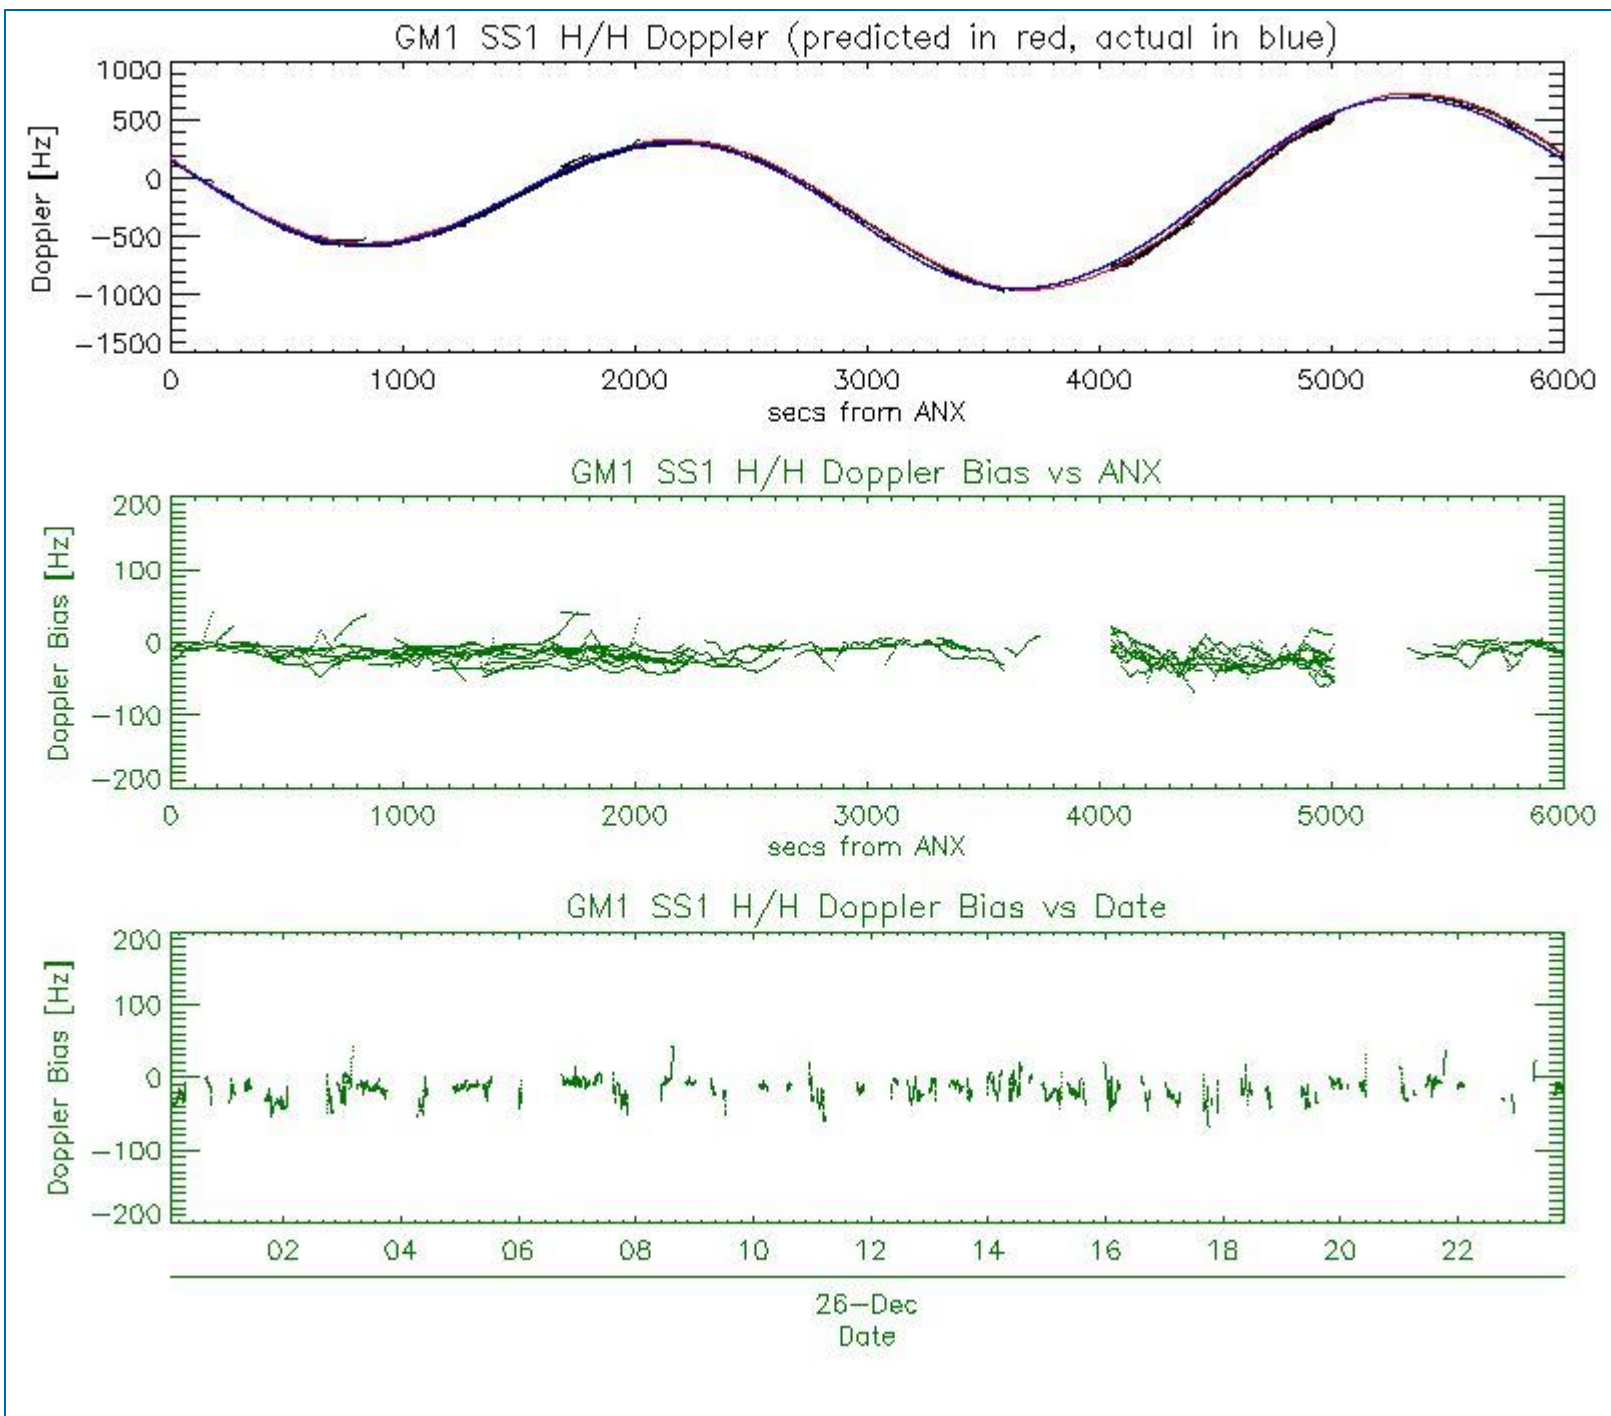 GM1 SS1 H/H Doppler (predicted in red, actual in blue)
1000
500
0
−500
−1000
−1500
Doppler [Hz]
0 1000 2000 3000 4000 5000 6000
secs from ANX
GM1 SS1 H/H Doppler Bias vs ANX
200
100
0
−100
−200
Doppler Bias [Hz]
0 1000 2000 3000 4000 5000 6000
secs from ANX
GM1 SS1 H/H Doppler Bias vs Date
200
100
0
−100
−200
Doppler Bias [Hz]
02 04 06 08 10 12 14 16 18 20 22
26−Dec
Date